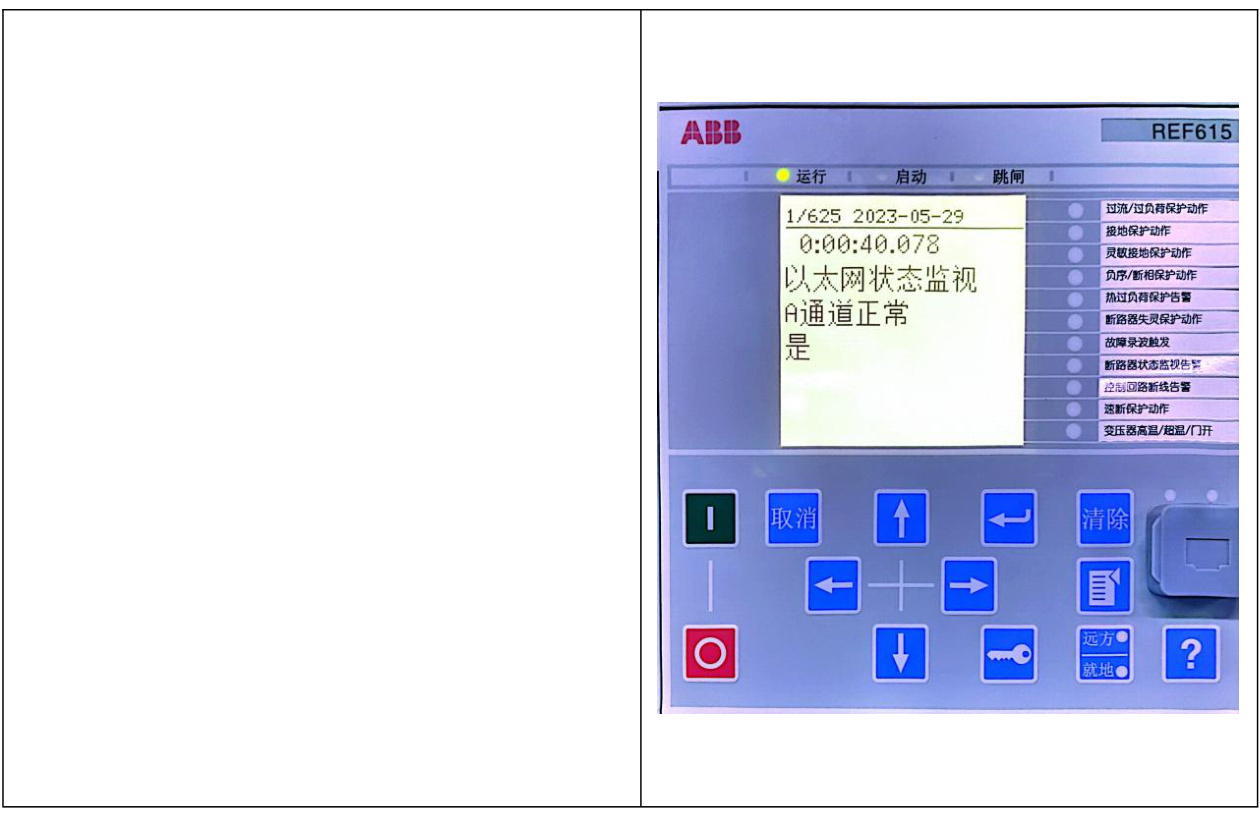 ABB
REF615
运行 启动 跳闸
1/625 2023-05-29
0:00:40.078
以太网状态监视
A通道正常
是
过流/过负荷保护动作
接地保护动作
灵敏接地保护动作
负序/断相保护动作
热过负荷保护告警
断路器失灵保护动作
故障录波触发
断路器状态监视告警
控制回路断线告警
速断保护动作
变压器高温/超温/门开
取消
清除
远方
就地
?